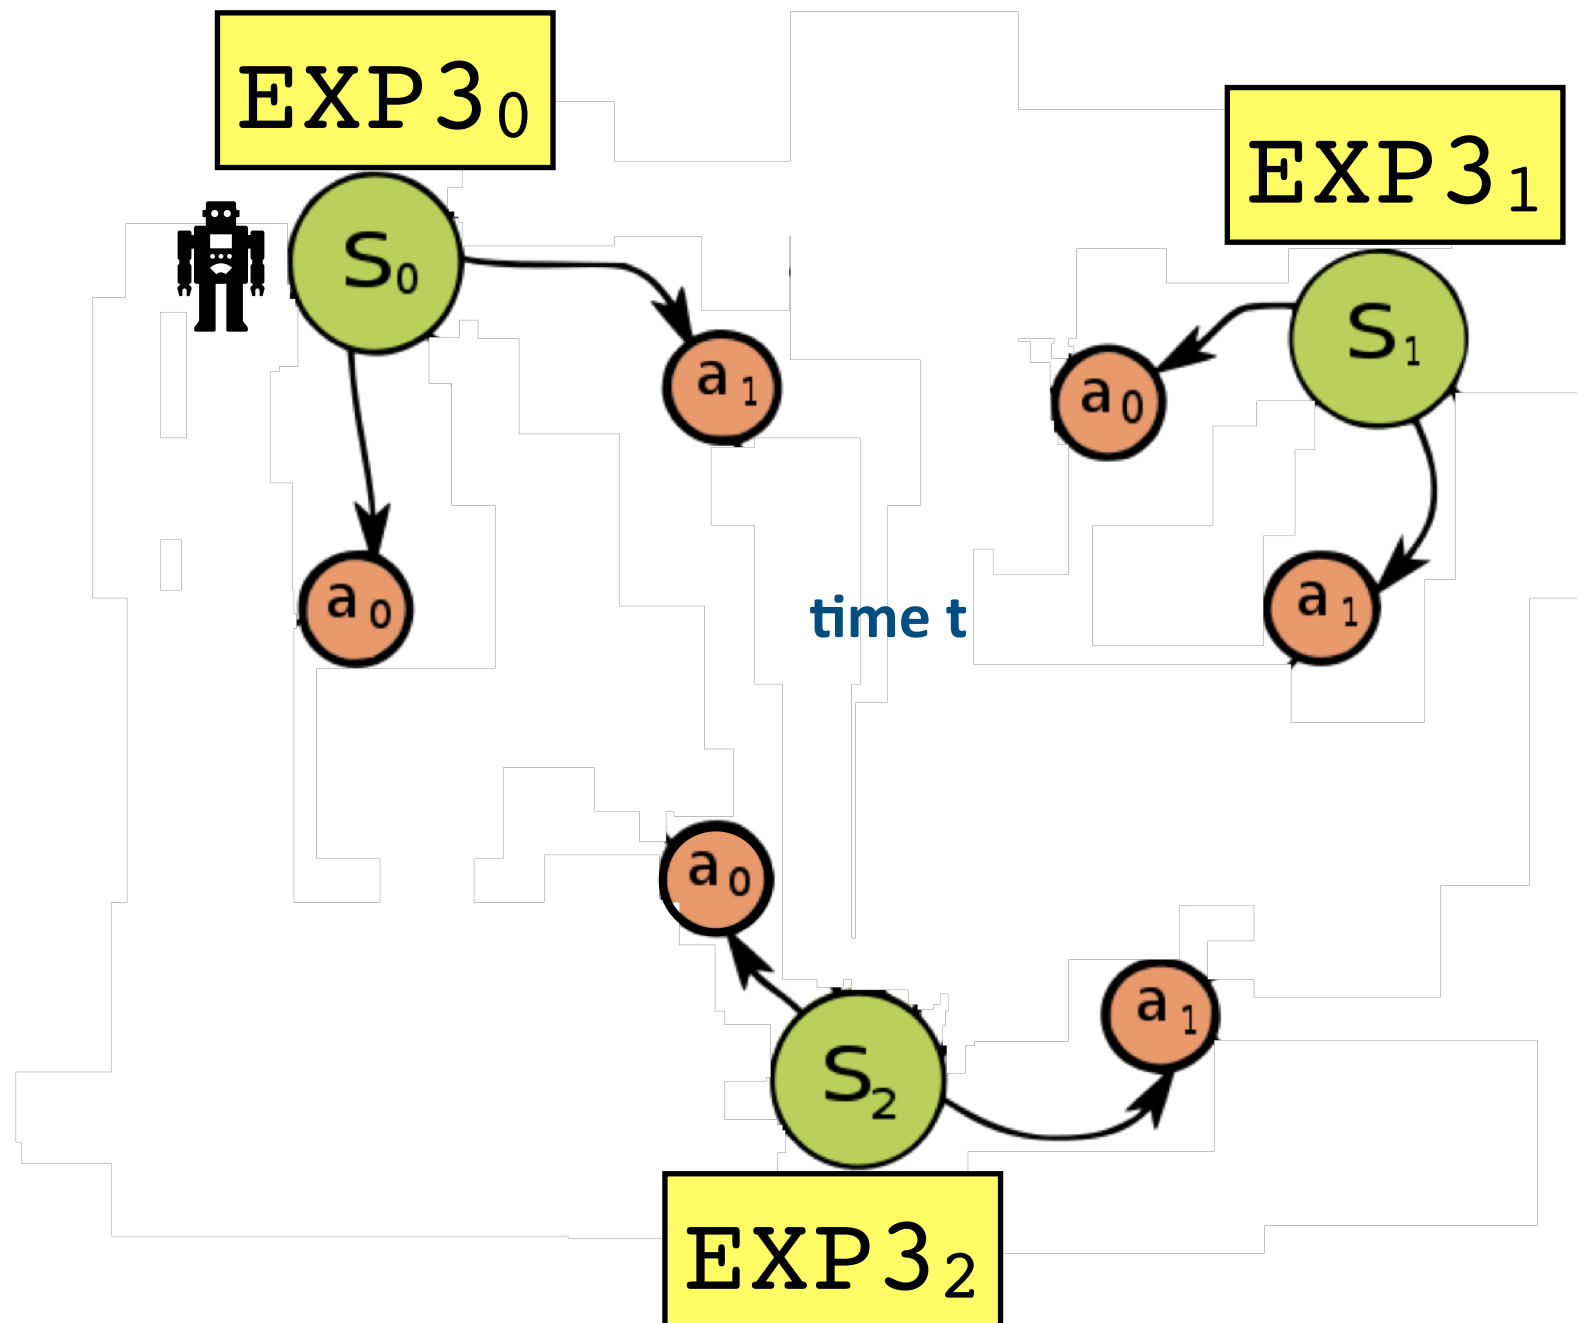 EXP3₀
EXP3₁
S₀
S₁
a₁
a₀
a₀
a₁
time t
a₀
a₁
S₂
EXP3₂